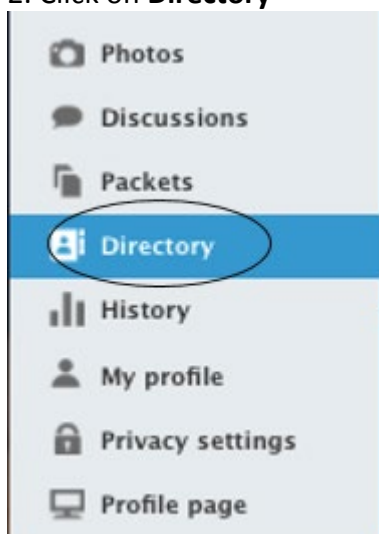 2. Click on Directory
Photos
Discussions
Packets
Directory
History
My profile
Privacy settings
Profile page